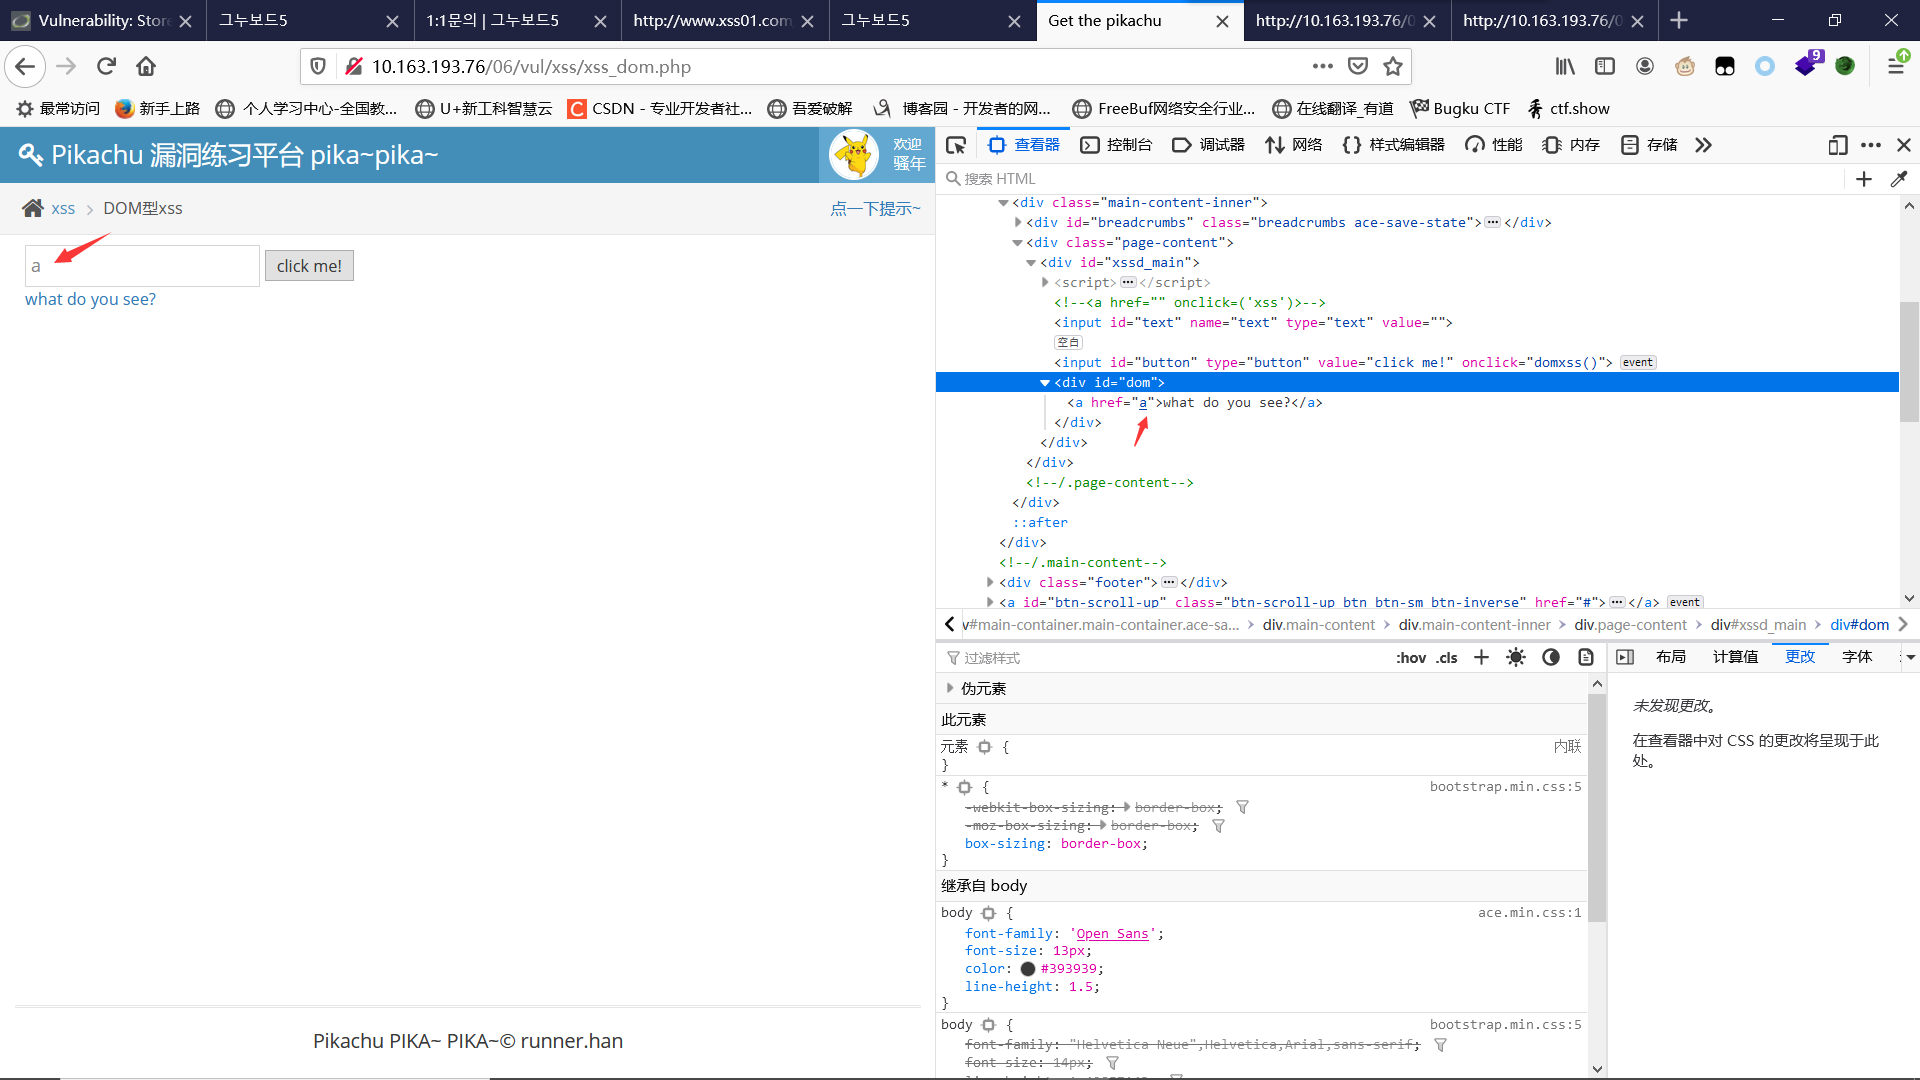 Vulnerability: Store
그누보드5
1:1문의 | 그누보드5
http://www.xss01.com
그누보드5
Get the pikachu
http://10.163.193.76/0
http://10.163.193.76/0
10.163.193.76/06/vul/xss/xss_dom.php
9
最常访问
新手上路
个人学习中心-全国教...
U+新工科智慧云
CSDN - 专业开发者社...
吾爱破解
博客园 - 开发者的网...
FreeBuf网络安全行业...
在线翻译_有道
Bugku CTF
ctf.show
Pikachu 漏洞练习平台 pika~pika~
欢迎
骚年
xss
DOM型xss
点一下提示~
a
click me!
what do you see?
Pikachu PIKA~ PIKA~© runner.han
查看器
控制台
调试器
网络
样式编辑器
性能
内存
存储
搜索 HTML
<div class="main-content-inner">
<div id="breadcrumbs" class="breadcrumbs ace-save-state"> ··· </div>
<div class="page-content">
<div id="xssd_main">
<script> ··· </script>
<!--<a href="" onclick=('xss')>-->
<input id="text" name="text" type="text" value="">
空白
<input id="button" type="button" value="click me!" onclick="domxss()"> event
<div id="dom">
<a href="a">what do you see?</a>
</div>
</div>
</div>
<!--/.page-content-->
</div>
::after
</div>
<!--/.main-content-->
<div class="footer"> ··· </div>
<a id="btn-scroll-up" class="btn-scroll-up btn btn-sm btn-inverse" href="#"> ··· </a> event
v#main-container.main-container.ace-sa...
div.main-content
div.main-content-inner
div.page-content
div#xssd_main
div#dom
过滤样式
:hov .cls
布局
计算值
更改
字体
伪元素
此元素
元素 {
内联
}
* {
bootstrap.min.css:5
-webkit-box-sizing: border-box;
-moz-box-sizing: border-box;
box-sizing: border-box;
}
继承自 body
body {
ace.min.css:1
font-family: 'Open Sans';
font-size: 13px;
color: #393939;
line-height: 1.5;
}
body {
bootstrap.min.css:5
font-family: "Helvetica Neue",Helvetica,Arial,sans-serif;
font-size: 14px;
未发现更改。
在查看器中对 CSS 的更改将呈现于此
处。